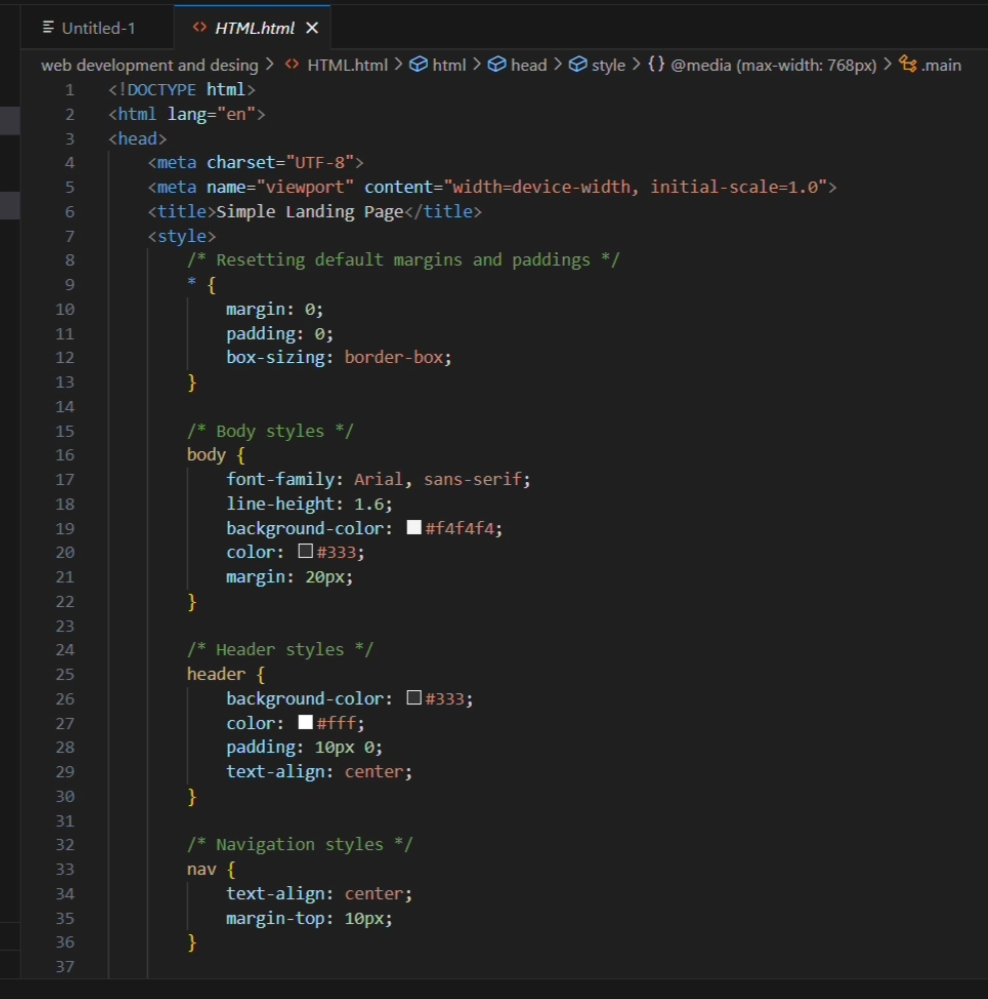 Untitled-1
HTML.html
web development and desing > HTML.html > html > head > style > {} @media (max-width: 768px) > .main
1 <!DOCTYPE html>
2 <html lang="en">
3 <head>
4 <meta charset="UTF-8">
5 <meta name="viewport" content="width=device-width, initial-scale=1.0">
6 <title>Simple Landing Page</title>
7 <style>
8 /* Resetting default margins and paddings */
9 * {
10 margin: 0;
11 padding: 0;
12 box-sizing: border-box;
13 }
14
15 /* Body styles */
16 body {
17 font-family: Arial, sans-serif;
18 line-height: 1.6;
19 background-color: #f4f4f4;
20 color: #333;
21 margin: 20px;
22 }
23
24 /* Header styles */
25 header {
26 background-color: #333;
27 color: #fff;
28 padding: 10px 0;
29 text-align: center;
30 }
31
32 /* Navigation styles */
33 nav {
34 text-align: center;
35 margin-top: 10px;
36 }
37